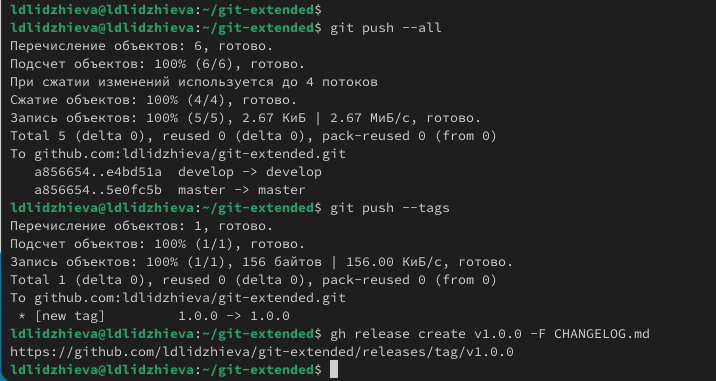 ldlidzhieva@ldlidzhieva:~/git-extended$
ldlidzhieva@ldlidzhieva:~/git-extended$ git push --all
Перечисление объектов: 6, готово.
Подсчет объектов: 100% (6/6), готово.
При сжатии изменений используется до 4 потоков
Сжатие объектов: 100% (4/4), готово.
Запись объектов: 100% (5/5), 2.67 КиБ | 2.67 МиБ/с, готово.
Total 5 (delta 0), reused 0 (delta 0), pack-reused 0 (from 0)
To github.com:ldlidzhieva/git-extended.git
   a856654..e4bd51a  develop -> develop
   a856654..5e0fc5b  master -> master
ldlidzhieva@ldlidzhieva:~/git-extended$ git push --tags
Перечисление объектов: 1, готово.
Подсчет объектов: 100% (1/1), готово.
Запись объектов: 100% (1/1), 156 байтов | 156.00 КиБ/с, готово.
Total 1 (delta 0), reused 0 (delta 0), pack-reused 0 (from 0)
To github.com:ldlidzhieva/git-extended.git
 * [new tag]         1.0.0 -> 1.0.0
ldlidzhieva@ldlidzhieva:~/git-extended$ gh release create v1.0.0 -F CHANGELOG.md
https://github.com/ldlidzhieva/git-extended/releases/tag/v1.0.0
ldlidzhieva@ldlidzhieva:~/git-extended$